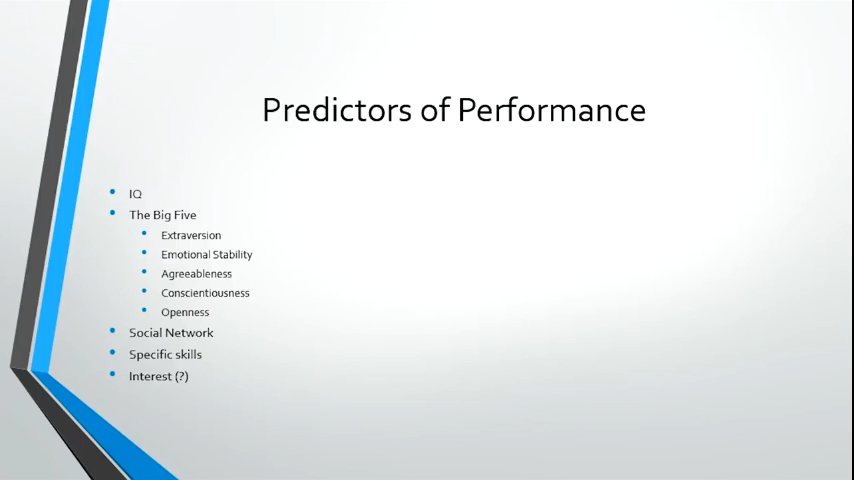 Predictors of Performance
• IQ
• The Big Five
• Extraversion
• Emotional Stability
• Agreeableness
• Conscientiousness
• Openness
• Social Network
• Specific skills
• Interest (?)